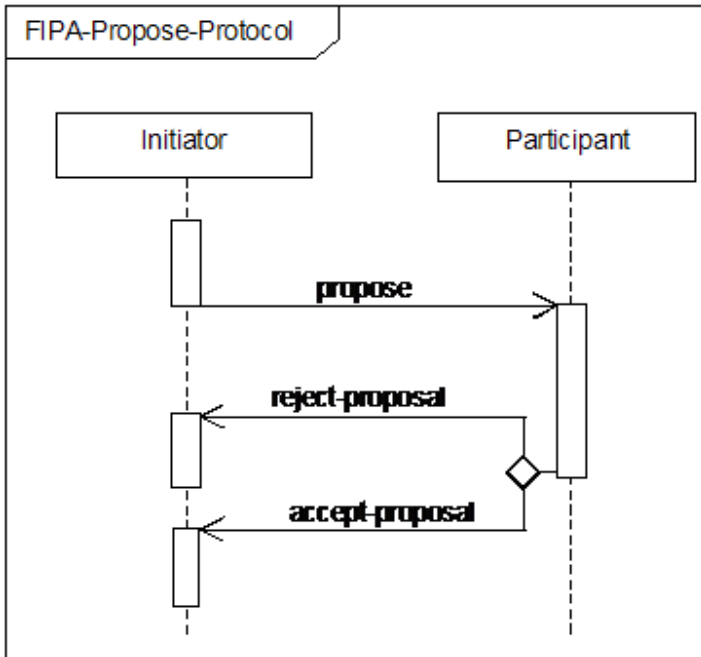 FIPA-Propose-Protocol
Initiator
Participant
propose
reject-proposal
accept-proposal